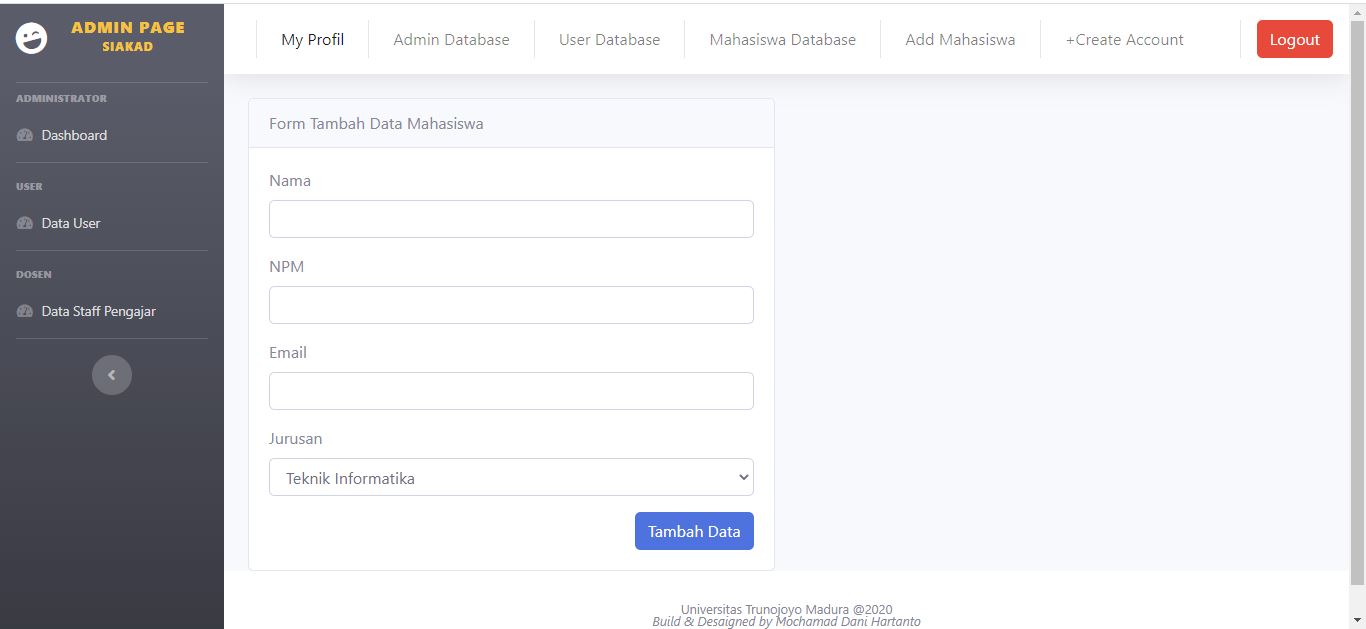 ADMIN PAGE
SIAKAD
ADMINISTRATOR
Dashboard
USER
Data User
DOSEN
Data Staff Pengajar
My Profil
Admin Database
User Database
Mahasiswa Database
Add Mahasiswa
+Create Account
Logout
Form Tambah Data Mahasiswa
Nama
NPM
Email
Jurusan
Teknik Informatika
Tambah Data
Universitas Trunojoyo Madura @2020
Build & Desaigned by Mochamad Dani Hartanto